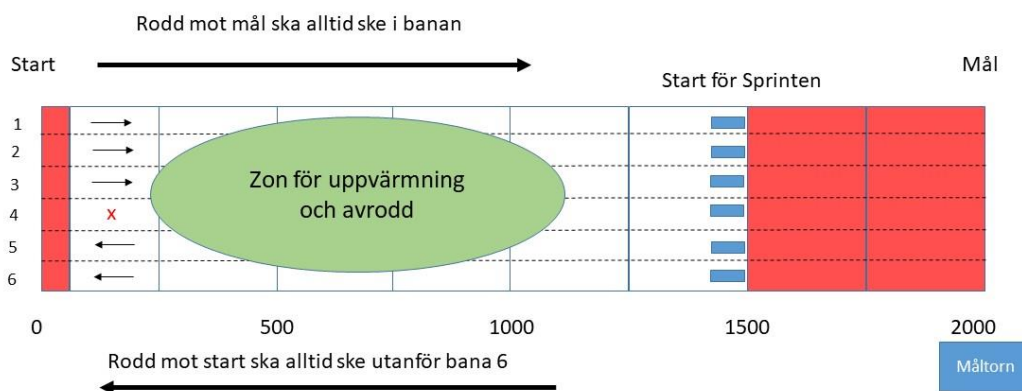 Rodd mot mål ska alltid ske i banan
Start
Mål
Start för Sprinten
1
2
3
4
5
6
x
Zon för uppvärmning
och avrodd
0
500
1000
1500
2000
Rodd mot start ska alltid ske utanför bana 6
Måltorn